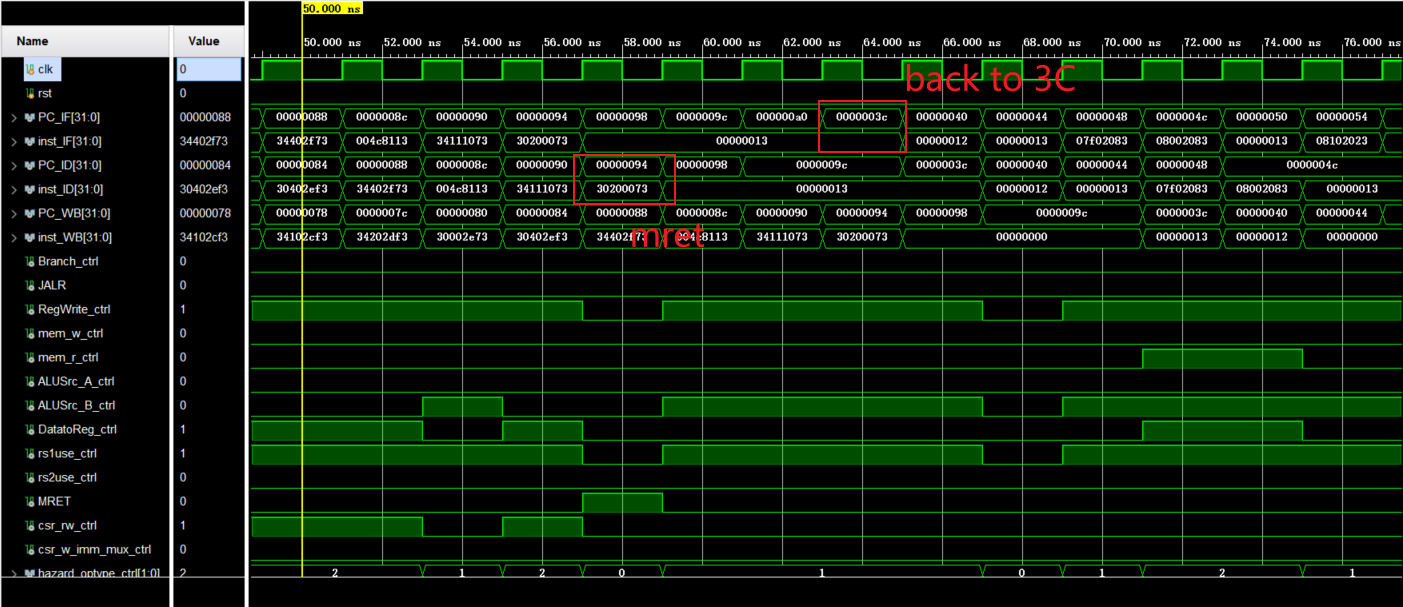 50.000 ns
Name Value
50.000 ns 52.000 ns 54.000 ns 56.000 ns 58.000 ns 60.000 ns 62.000 ns 64.000 ns 66.000 ns 68.000 ns 70.000 ns 72.000 ns 74.000 ns 76.000 ns
clk 0
back to 3C
rst 0
PC_IF[31:0] 00000088 00000088 0000008c 00000090 00000094 00000098 0000009c 000000a0 0000003c 00000040 00000044 00000048 0000004c 00000050 00000054
inst_IF[31:0] 34402f73 34402f73 004c8113 34111073 30200073 00000013 00000012 00000013 07f02083 08002083 00000013 08102023
PC_ID[31:0] 00000084 00000084 00000088 0000008c 00000090 00000094 00000098 0000009c 0000003c 00000040 00000044 00000048 0000004c
inst_ID[31:0] 30402ef3 30402ef3 34402f73 004c8113 34111073 30200073 00000013 00000012 00000013 07f02083 08002083 00000013
PC_WB[31:0] 00000078 00000078 0000007c 00000080 00000084 00000088 0000008c 00000090 00000094 00000098 0000009c 0000003c 00000040 00000044
mret
inst_WB[31:0] 34102cf3 34102cf3 34202df3 30002e73 30402ef3 34402f73 34111073 30200073 00000000 00000013 00000012 00000000
Branch_ctrl 0
JALR 0
RegWrite_ctrl 1
mem_w_ctrl 0
mem_r_ctrl 0
ALUSrc_A_ctrl 0
ALUSrc_B_ctrl 0
DatatoReg_ctrl 1
rs1use_ctrl 1
rs2use_ctrl 0
MRET 0
csr_rw_ctrl 1
csr_w_imm_mux_ctrl 0
hazard_optype_ctrl[1:0] 2 2 1 2 0 1 0 1 2 1